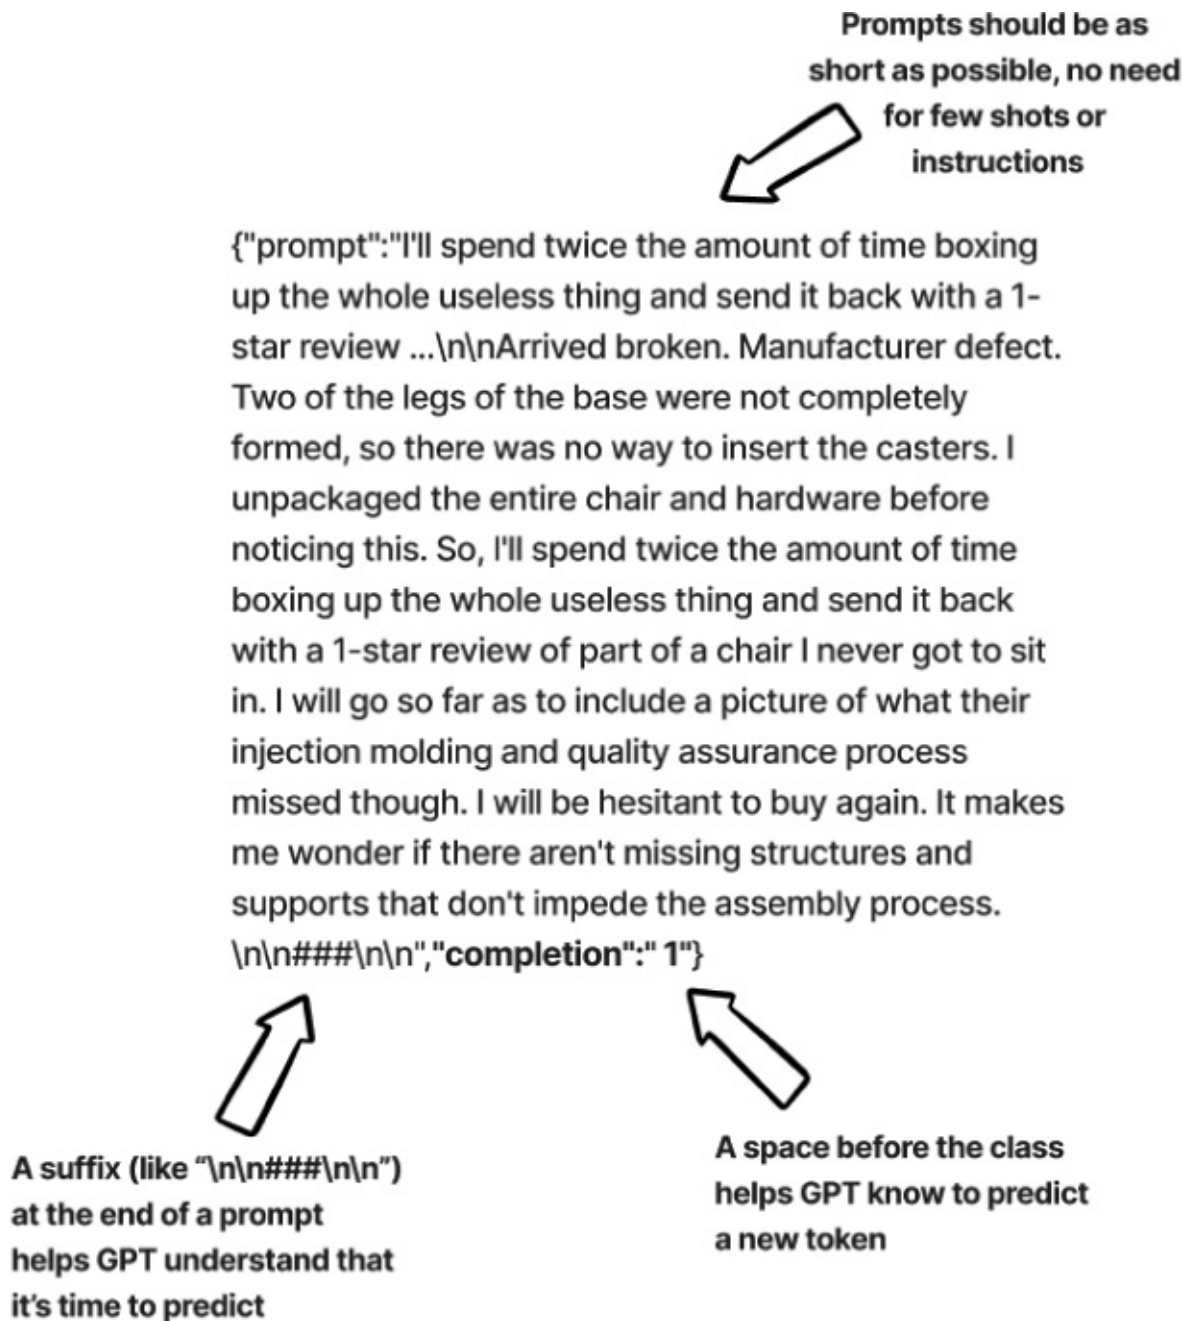 Prompts should be as
short as possible, no need
for few shots or
instructions
{"prompt":"I'll spend twice the amount of time boxing
up the whole useless thing and send it back with a 1-
star review ...\n\nArrived broken. Manufacturer defect.
Two of the legs of the base were not completely
formed, so there was no way to insert the casters. I
unpackaged the entire chair and hardware before
noticing this. So, I'll spend twice the amount of time
boxing up the whole useless thing and send it back
with a 1-star review of part of a chair I never got to sit
in. I will go so far as to include a picture of what their
injection molding and quality assurance process
missed though. I will be hesitant to buy again. It makes
me wonder if there aren't missing structures and
supports that don't impede the assembly process.
\n\n###\n\n","completion":" 1"}
A suffix (like “\n\n###\n\n”)
at the end of a prompt
helps GPT understand that
it’s time to predict
A space before the class
helps GPT know to predict
a new token